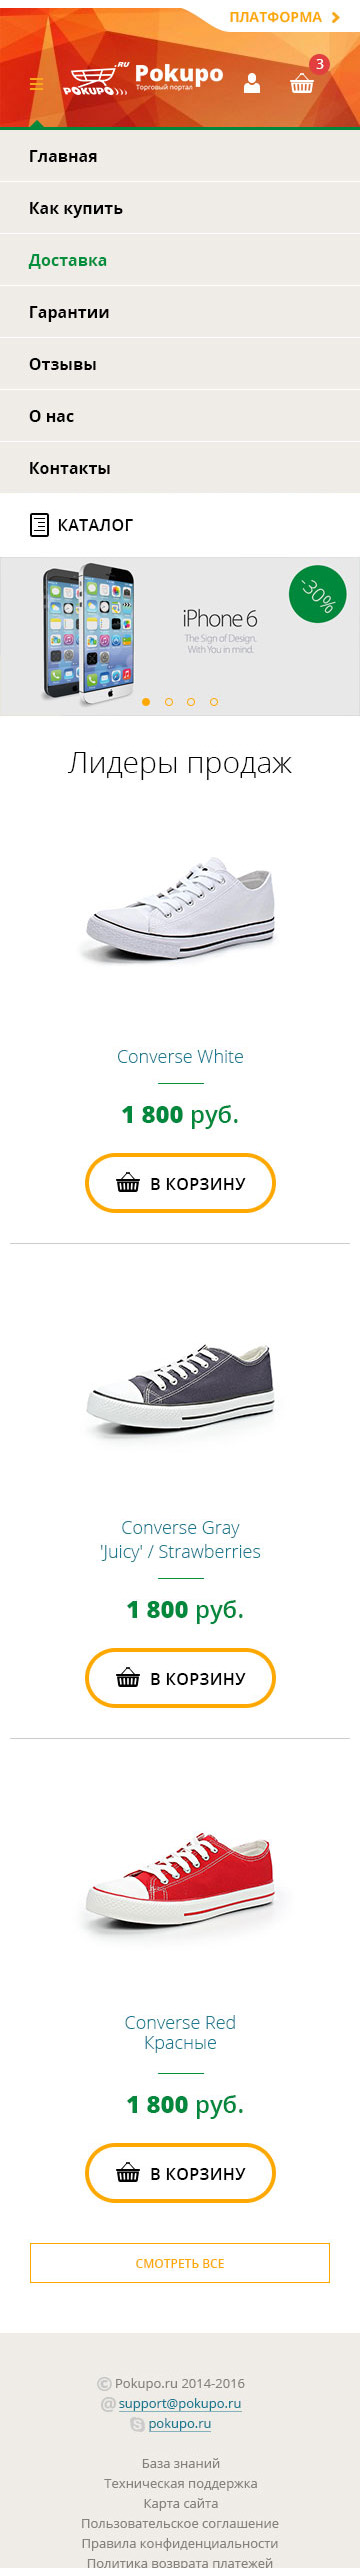 ПЛАТФОРМА
3
.RU
POKUPO
Pokupo
Торговый портал
Главная
Как купить
Доставка
Гарантии
Отзывы
О нас
Контакты
КАТАЛОГ
-30%
iPhone 6
The Sign of Design.
With You in mind.
Лидеры продаж
Converse White
1 800 руб.
В КОРЗИНУ
Converse Gray
'Juicy' / Strawberries
1 800 руб.
В КОРЗИНУ
Converse Red
Красные
1 800 руб.
В КОРЗИНУ
СМОТРЕТЬ ВСЕ
© Pokupo.ru 2014-2016
@ support@pokupo.ru
pokupo.ru
База знаний
Техническая поддержка
Карта сайта
Пользовательское соглашение
Правила конфиденциальности
Политика возврата платежей